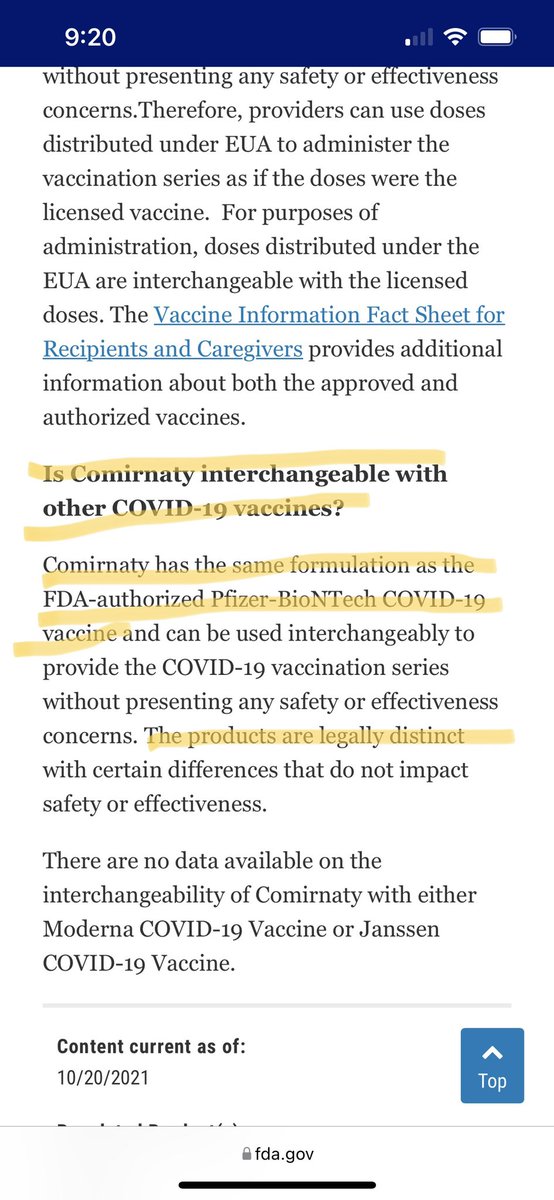 9:20
without presenting any safety or effectiveness
concerns.Therefore, providers can use doses
distributed under EUA to administer the
vaccination series as if the doses were the
licensed vaccine.  For purposes of
administration, doses distributed under the
EUA are interchangeable with the licensed
doses. The Vaccine Information Fact Sheet for
Recipients and Caregivers provides additional
information about both the approved and
authorized vaccines.
Is Comirnaty interchangeable with
other COVID-19 vaccines?
Comirnaty has the same formulation as the
FDA-authorized Pfizer-BioNTech COVID-19
vaccine and can be used interchangeably to
provide the COVID-19 vaccination series
without presenting any safety or effectiveness
concerns. The products are legally distinct
with certain differences that do not impact
safety or effectiveness.
There are no data available on the
interchangeability of Comirnaty with either
Moderna COVID-19 Vaccine or Janssen
COVID-19 Vaccine.
Content current as of:
10/20/2021
Top
fda.gov